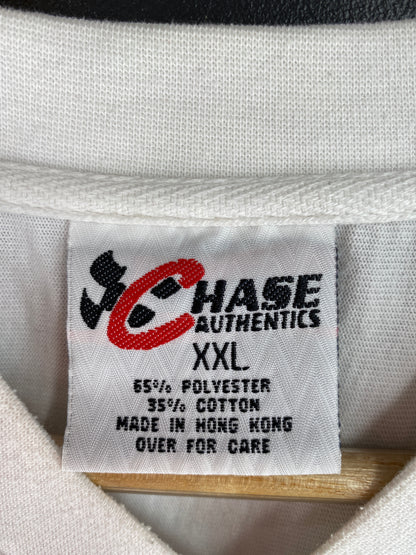 CHASE
AUTHENTICS
XXL
65% POLYESTER
35% COTTON
MADE IN HONG KONG
OVER FOR CARE